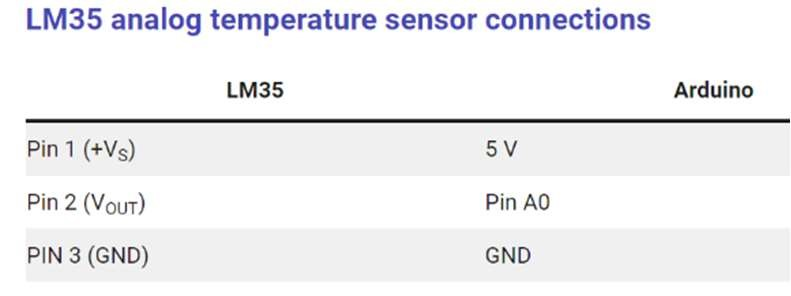 LM35 analog temperature sensor connections
LM35 Arduino
Pin 1 (+VS) 5 V
Pin 2 (VOUT) Pin A0
PIN 3 (GND) GND